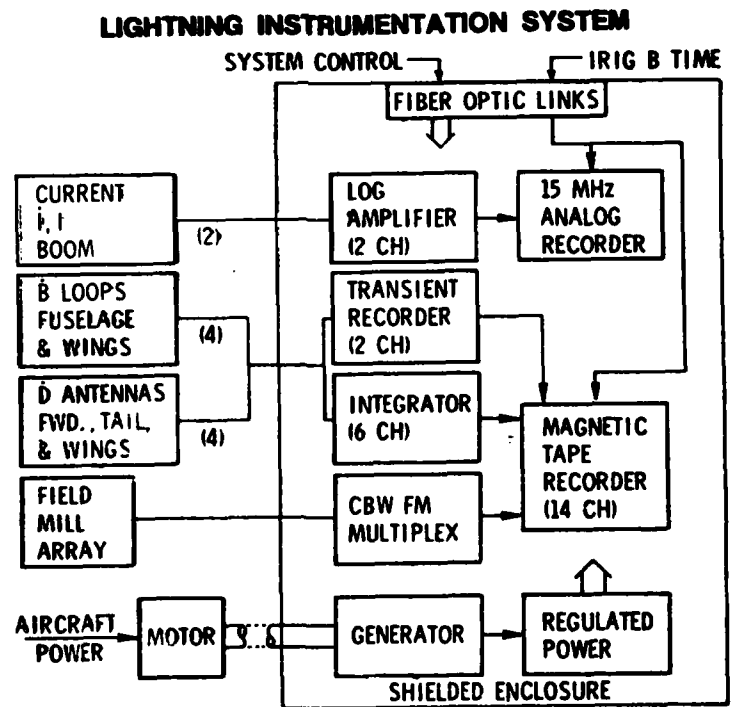 LIGHTNING INSTRUMENTATION SYSTEM
SYSTEM CONTROL
IRIG B TIME
FIBER OPTIC LINKS
CURRENT
İ, I
BOOM
(2)
LOG
AMPLIFIER
(2 CH)
15 MHz
ANALOG
RECORDER
Ḃ LOOPS
FUSELAGE
& WINGS
(4)
TRANSIENT
RECORDER
(2 CH)
Ḋ ANTENNAS
FWD., TAIL,
& WINGS
(4)
INTEGRATOR
(6 CH)
MAGNETIC
TAPE
RECORDER
(14 CH)
FIELD
MILL
ARRAY
CBW FM
MULTIPLEX
AIRCRAFT
POWER
MOTOR
GENERATOR
REGULATED
POWER
SHIELDED ENCLOSURE